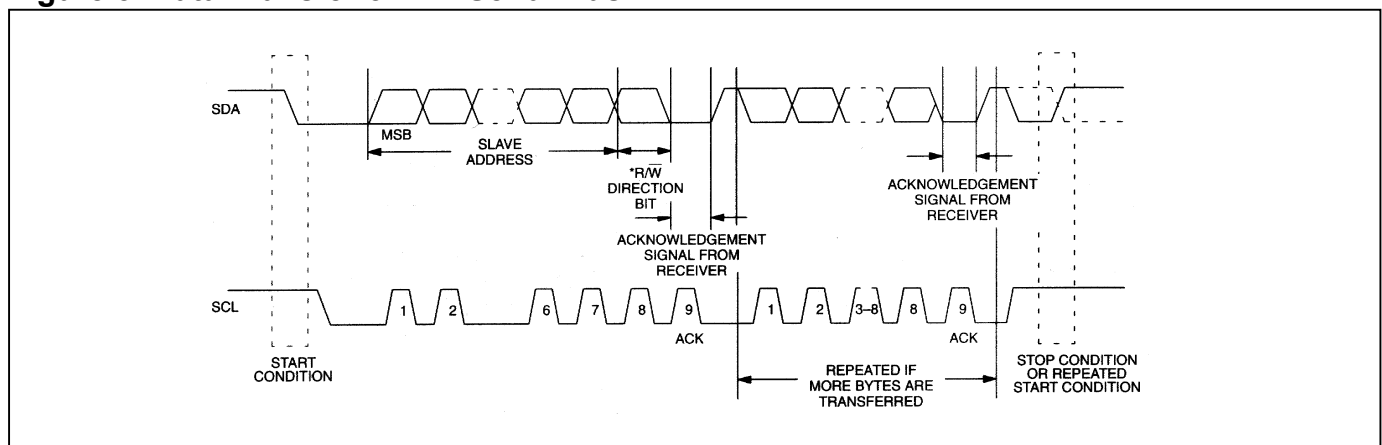 SDA
MSB
SLAVE
ADDRESS
*R/W̅
DIRECTION
BIT
ACKNOWLEDGEMENT
SIGNAL FROM
RECEIVER
ACKNOWLEDGEMENT
SIGNAL FROM
RECEIVER
SCL
1 2 6 7 8 9 1 2 3–8 8 9
ACK
ACK
START
CONDITION
REPEATED IF
MORE BYTES ARE
TRANSFERRED
STOP CONDITION
OR REPEATED
START CONDITION